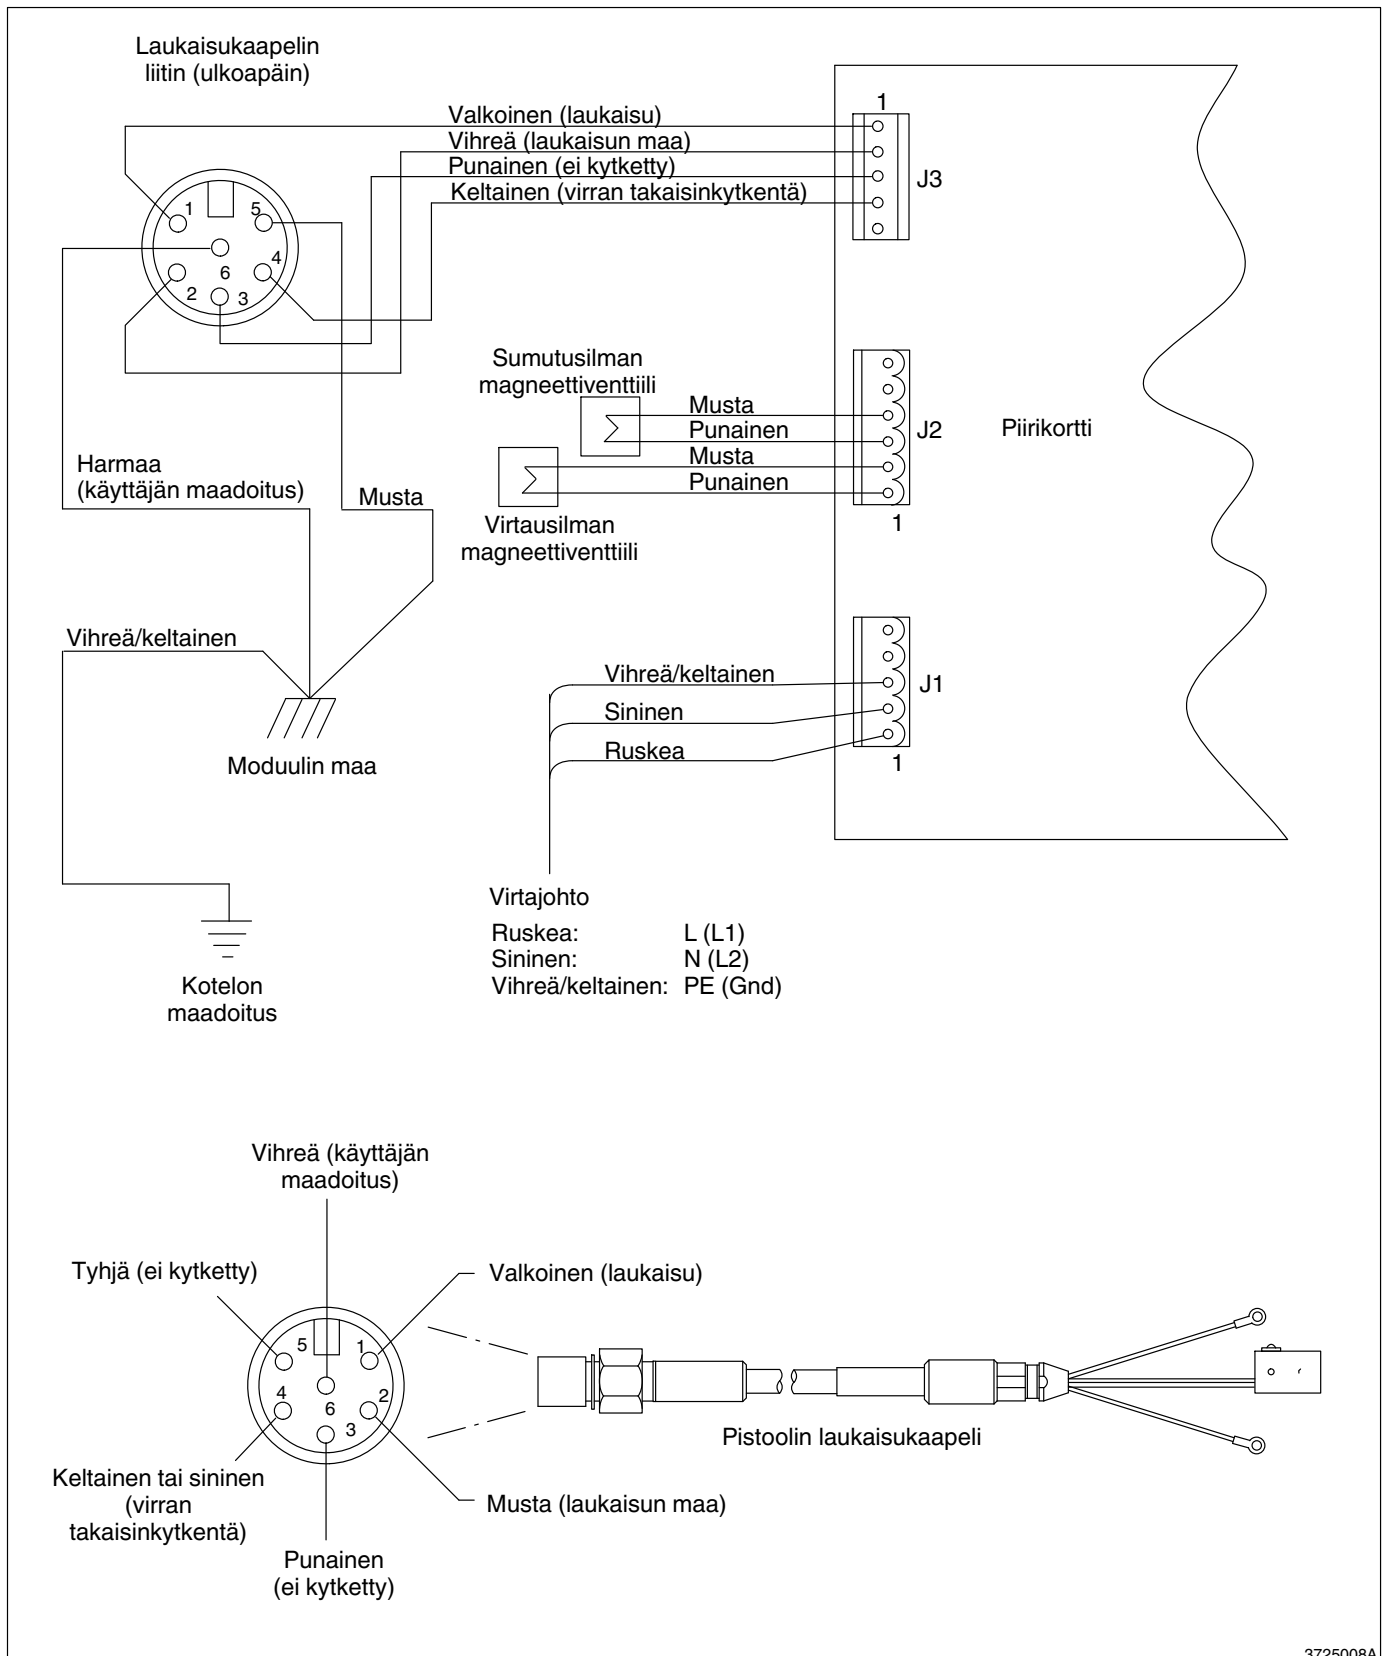 Laukaisukaapelin
liitin (ulkoapäin)
Valkoinen (laukaisu)
Vihreä (laukaisun maa)
Punainen (ei kytketty)
Keltainen (virran takaisinkytkentä)
1
J3
1
5
4
6
2
3
Sumutusilman
magneettiventtiili
Musta
Punainen
Musta
Punainen
J2
1
Piirikortti
Virtausilman
magneettiventtiili
Harmaa
(käyttäjän maadoitus)
Musta
Vihreä/keltainen
Moduulin maa
Kotelon
maadoitus
Vihreä/keltainen
Sininen
Ruskea
J1
1
Virtajohto
Ruskea: L (L1)
Sininen: N (L2)
Vihreä/keltainen: PE (Gnd)
Vihreä (käyttäjän
maadoitus)
Tyhjä (ei kytketty)
Valkoinen (laukaisu)
5
1
4
2
6
3
Keltainen tai sininen
(virran
takaisinkytkentä)
Musta (laukaisun maa)
Punainen
(ei kytketty)
Pistoolin laukaisukaapeli
3725008A